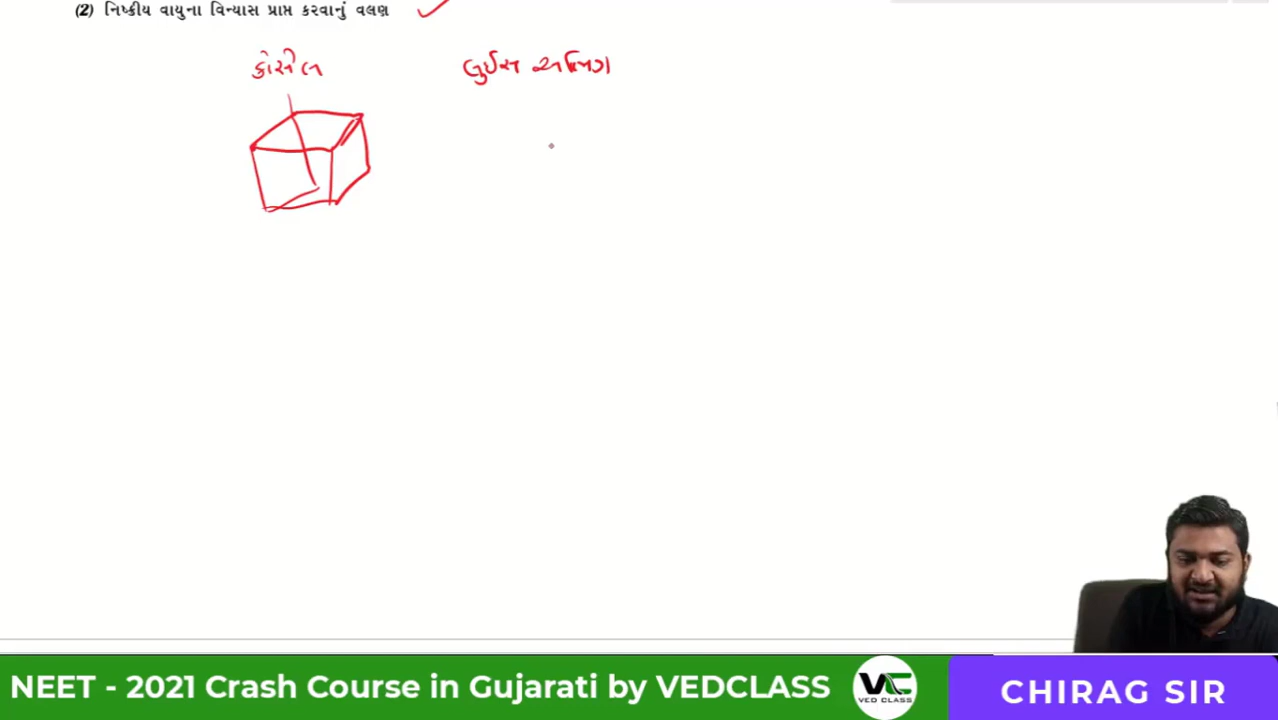 (2) નિષ્ક્રીય વાયુના વિન્યાસ પ્રાપ્ત કરવાનું વલણ
કોસેલ લુઈસ
NEET - 2021 Crash Course in Gujarati by VEDCLASS
VC
VED CLASS
CHIRAG SIR